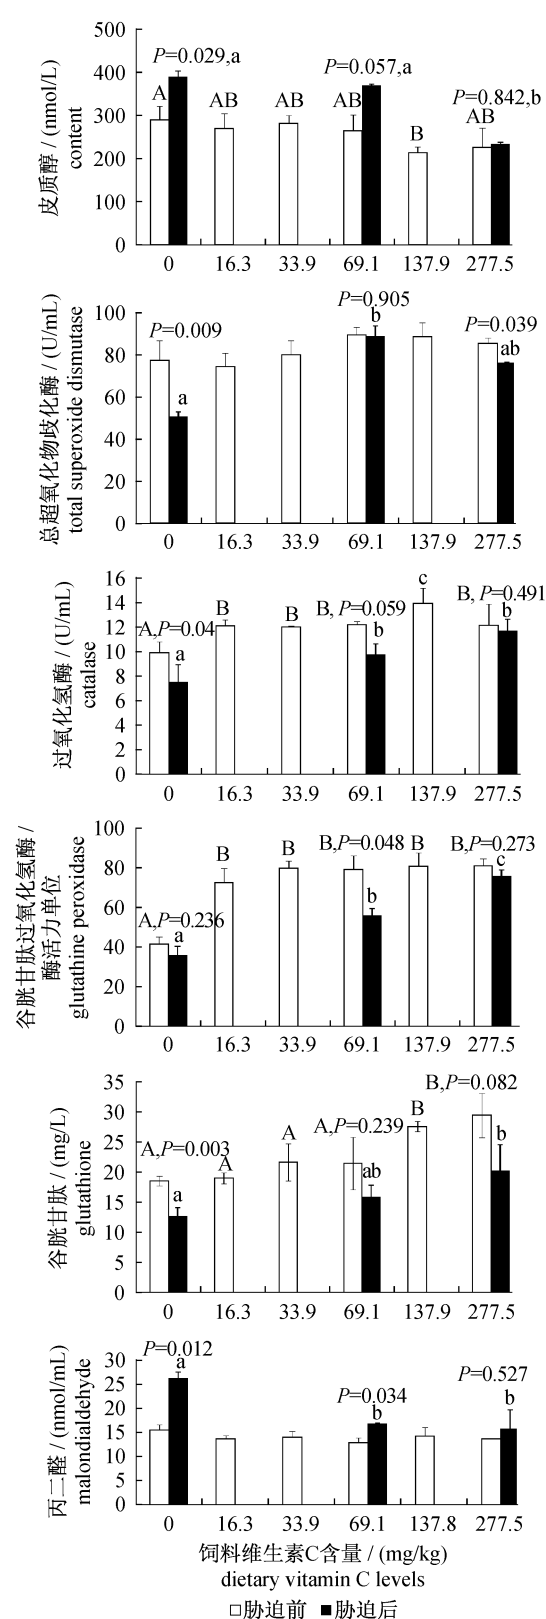 皮质醇 / (nmol/L)
content
500
400
300
200
100
0
P=0.029,a
P=0.057,a
P=0.842,b
A
AB
AB
AB
B
AB
0 16.3 33.9 69.1 137.9 277.5
总超氧化物歧化酶 / (U/mL)
total superoxide dismutase
100
80
60
40
20
0
P=0.009
P=0.905
P=0.039
a
b
ab
0 16.3 33.9 69.1 137.9 277.5
过氧化氢酶 / (U/mL)
catalase
16
14
12
10
8
6
4
2
0
A,P=0.04
B
B
B, P=0.059
c
B, P=0.491
a
b
b
0 16.3 33.9 69.1 137.9 277.5
谷胱甘肽过氧化氢酶 /
酶活力单位
glutathine peroxidase
100
80
60
40
20
0
A,P=0.236
B
B
B,P=0.048
B
B,P=0.273
a
b
c
0 16.3 33.9 69.1 137.9 277.5
谷胱甘肽 / (mg/L)
glutathione
35
30
25
20
15
10
5
0
A,P=0.003
A
A
A,P=0.239
B
B,P=0.082
a
ab
b
0 16.3 33.9 69.1 137.9 277.5
丙二醛 / (nmol/mL)
malondialdehyde
30
25
20
15
10
5
0
P=0.012
P=0.034
P=0.527
a
b
b
0 16.3 33.9 69.1 137.8 277.5
饲料维生素C含量 / (mg/kg)
dietary vitamin C levels
□胁迫前 ■胁迫后